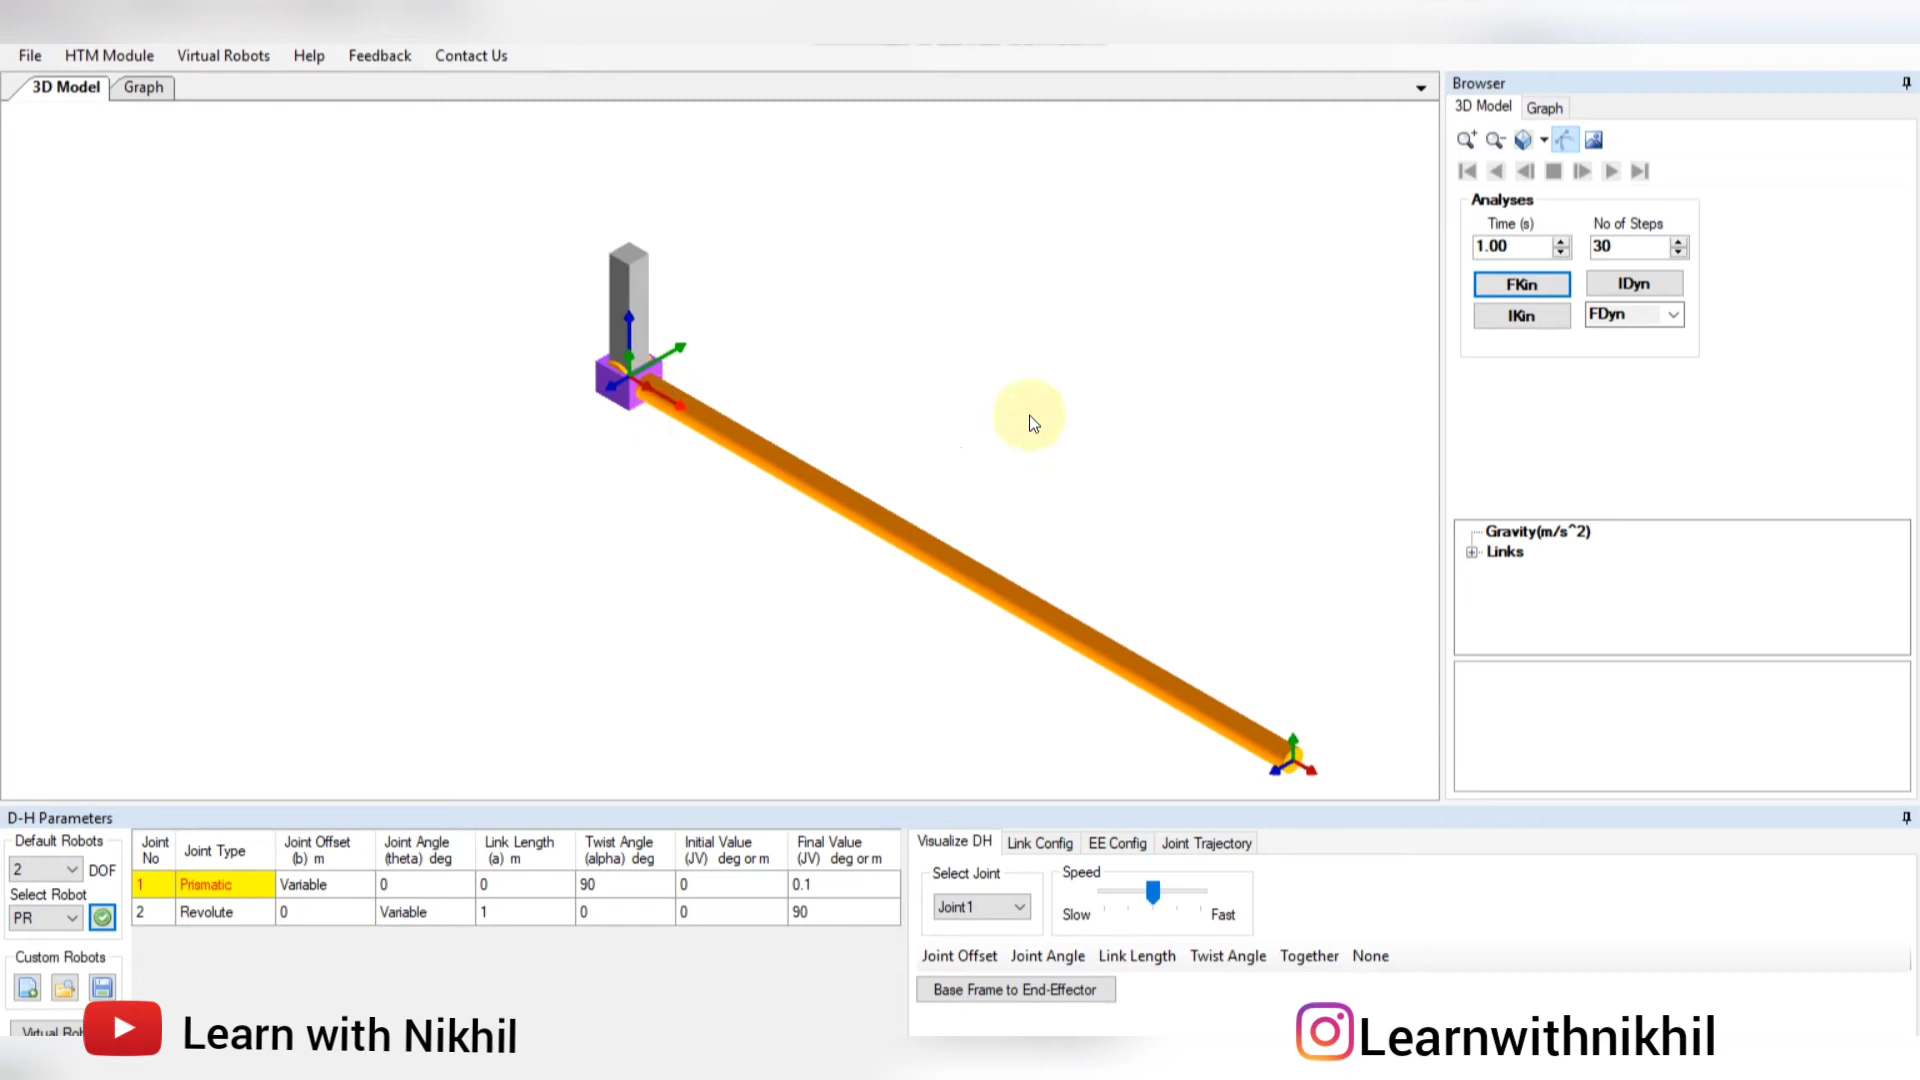 File HTM Module Virtual Robots Help Feedback Contact Us
3D Model Graph
Browser
3D Model Graph
Analyses
Time (s) No of Steps
1.00 30
FKin IDyn
IKin FDyn
Gravity(m/s^2)
Links
D-H Parameters
Default Robots
2 DOF
Select Robot
PR
Custom Robots
Joint No Joint Type Joint Offset (b) m Joint Angle (theta) deg Link Length (a) m Twist Angle (alpha) deg Initial Value (JV) deg or m Final Value (JV) deg or m
1 Prismatic Variable 0 0 90 0 0.1
2 Revolute 0 Variable 1 0 0 90
Visualize DH Link Config EE Config Joint Trajectory
Select Joint Speed
Joint1
Slow Fast
Joint Offset Joint Angle Link Length Twist Angle Together None
Base Frame to End-Effector
Virtual
Learn with Nikhil
Learnwithnikhil